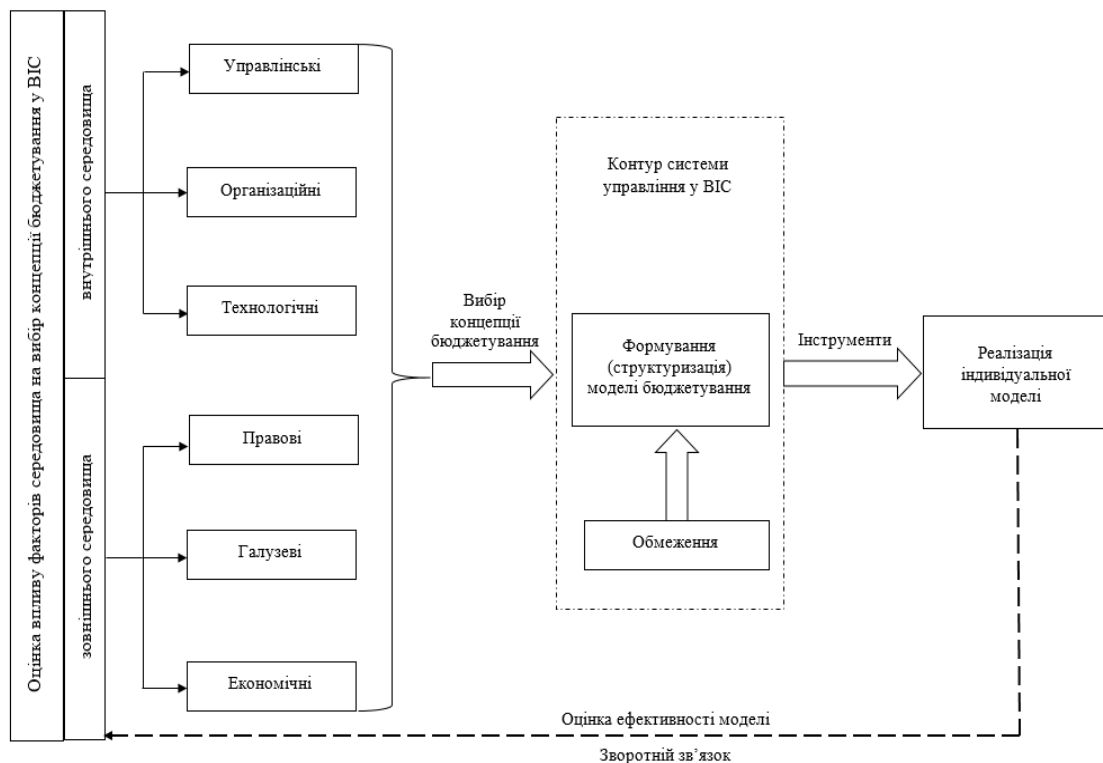 Оцінка впливу факторів середовища на вибір концепції бюджетування у ВІС
внутрішнього середовища
зовнішнього середовища
Управлінські
Організаційні
Технологічні
Правові
Галузеві
Економічні
Вибір
концепції
бюджетування
Контур системи
управління у ВІС
Формування
(структуризація)
моделі бюджетування
Обмеження
Інструменти
Реалізація
індивідуальної
моделі
Оцінка ефективності моделі
Зворотній зв’язок